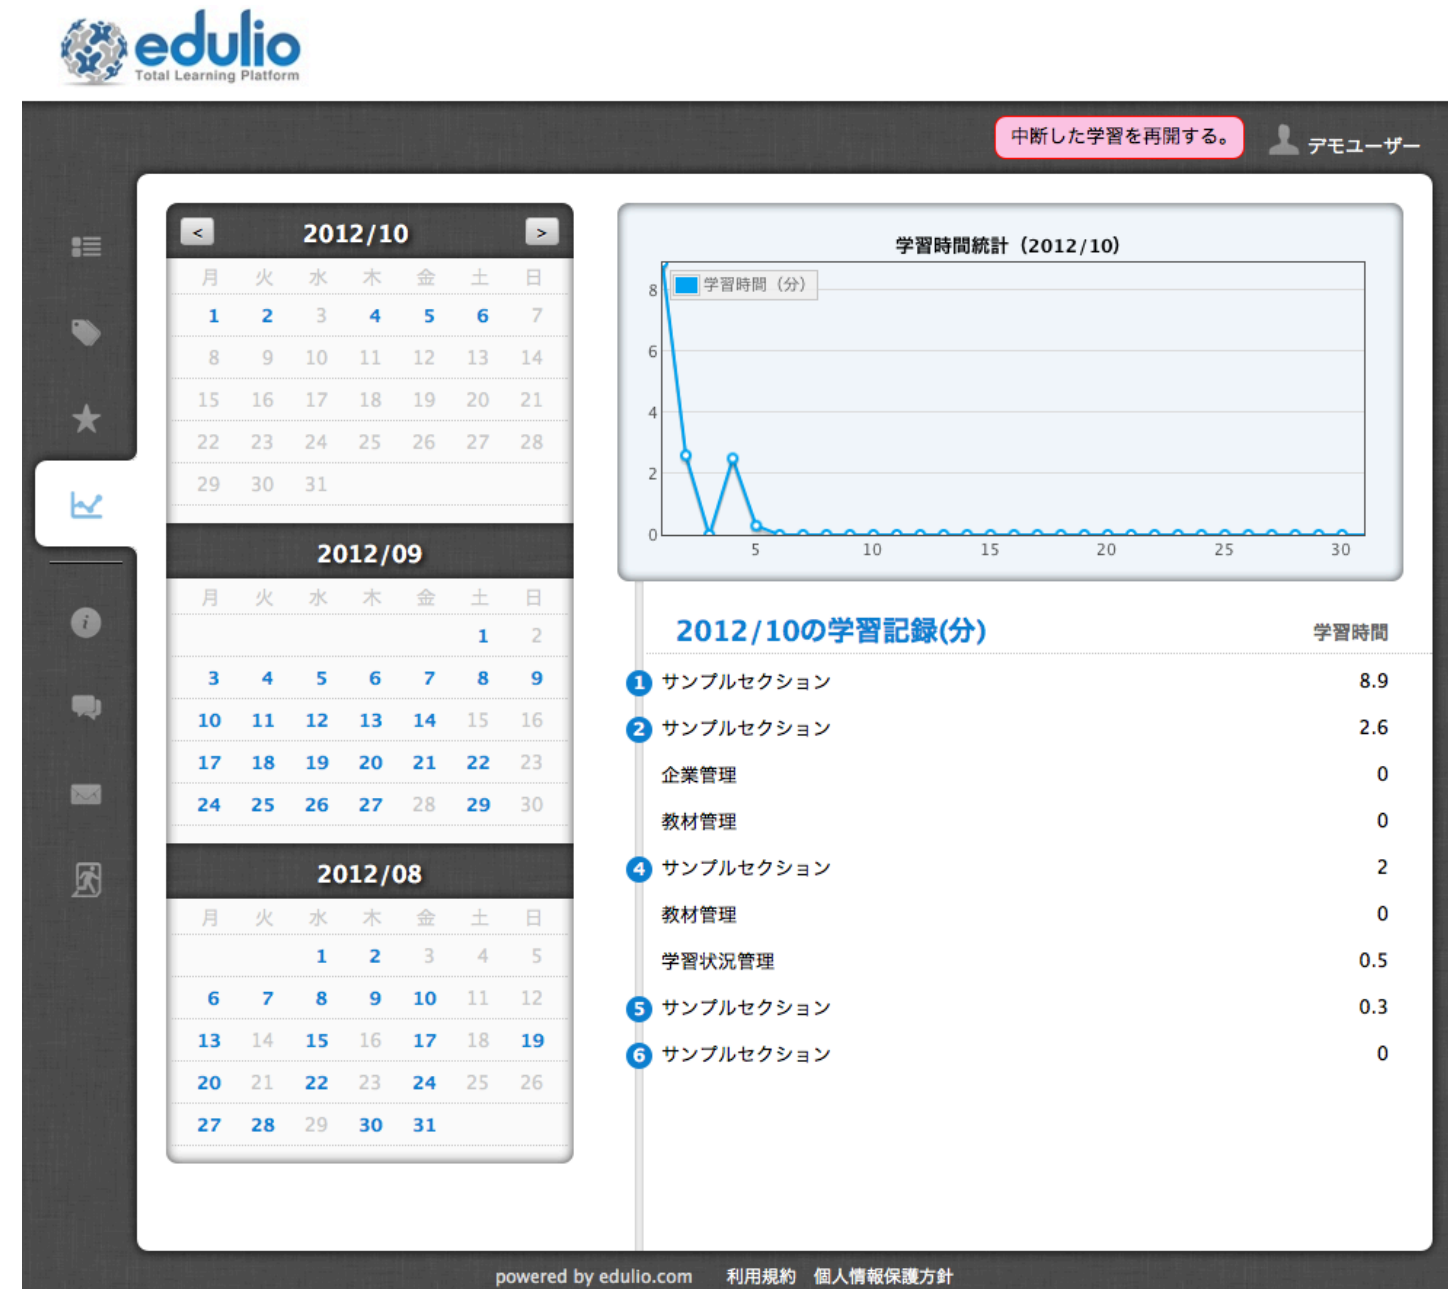 edulio
Total Learning Platform
中断した学習を再開する。
デモユーザー
< 2012/10 >
月 火 水 木 金 土 日
1 2 3 4 5 6 7
8 9 10 11 12 13 14
15 16 17 18 19 20 21
22 23 24 25 26 27 28
29 30 31
2012/09
月 火 水 木 金 土 日
1 2
3 4 5 6 7 8 9
10 11 12 13 14 15 16
17 18 19 20 21 22 23
24 25 26 27 28 29 30
2012/08
月 火 水 木 金 土 日
1 2 3 4 5
6 7 8 9 10 11 12
13 14 15 16 17 18 19
20 21 22 23 24 25 26
27 28 29 30 31
学習時間統計（2012/10）
学習時間（分）
8
6
4
2
0
5 10 15 20 25 30
2012/10の学習記録(分) 学習時間
1 サンプルセクション 8.9
2 サンプルセクション 2.6
企業管理 0
教材管理 0
4 サンプルセクション 2
教材管理 0
学習状況管理 0.5
5 サンプルセクション 0.3
6 サンプルセクション 0
powered by edulio.com 利用規約 個人情報保護方針